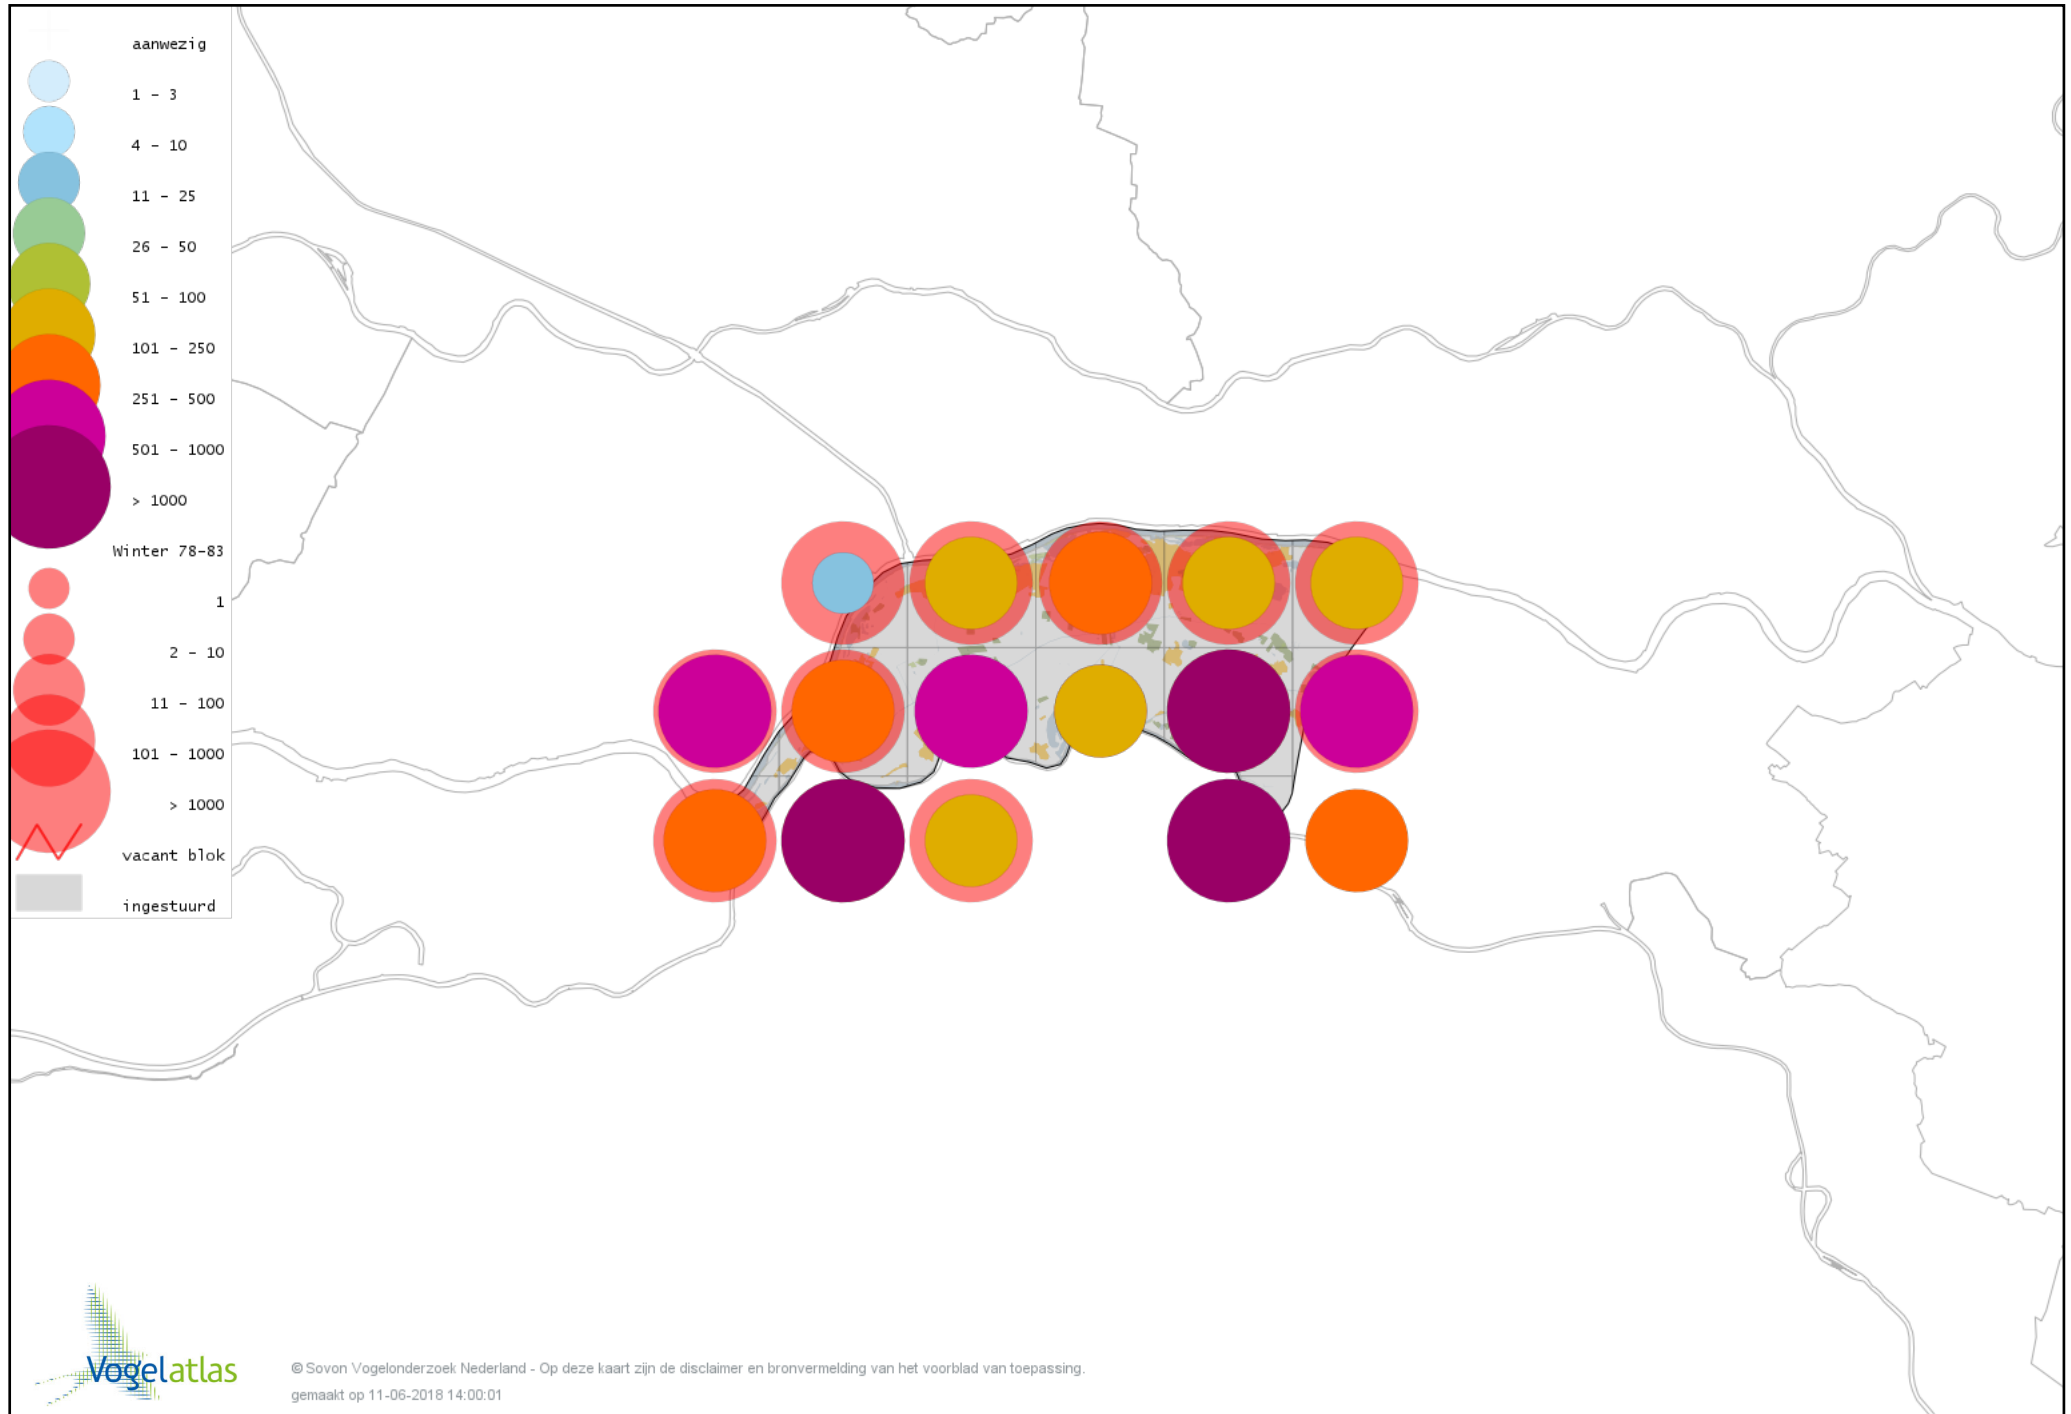 aanwezig
1 - 3
4 - 10
11 - 25
26 - 50
51 - 100
101 - 250
251 - 500
501 - 1000
> 1000
Winter 78-83
1
2 - 10
11 - 100
101 - 1000
> 1000
vacant blok
ingestuurd
Vogelatlas
© Sovon Vogelonderzoek Nederland - Op deze kaart zijn de disclaimer en bronvermelding van het voorblad van toepassing.
gemaakt op 11-06-2018 14:00:01